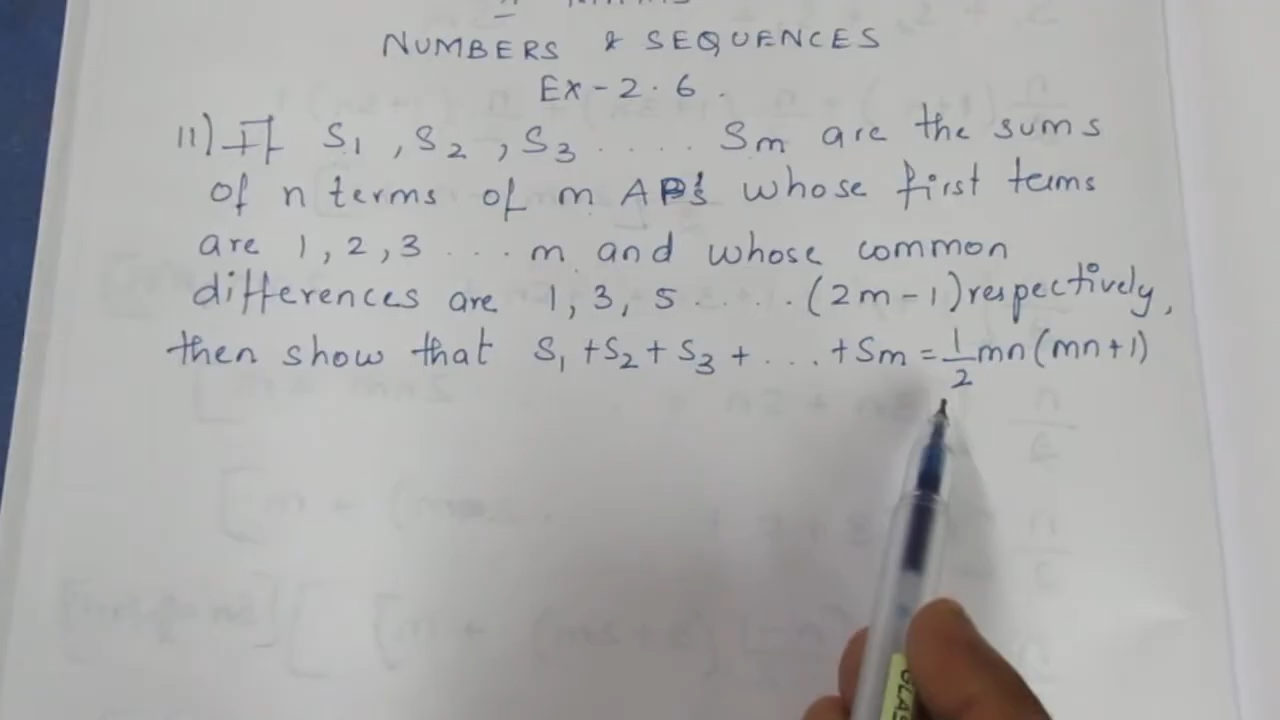 NUMBERS & SEQUENCES
Ex - 2.6.
11) If S₁, S₂, S₃ .... Sm are the sums
of n terms of m AP's whose first terms
are 1, 2, 3 ... m and whose common
differences are 1, 3, 5 ..... (2m-1) respectively,
then show that S₁ + S₂ + S₃ + .... + Sm = 1/2 mn(mn+1)